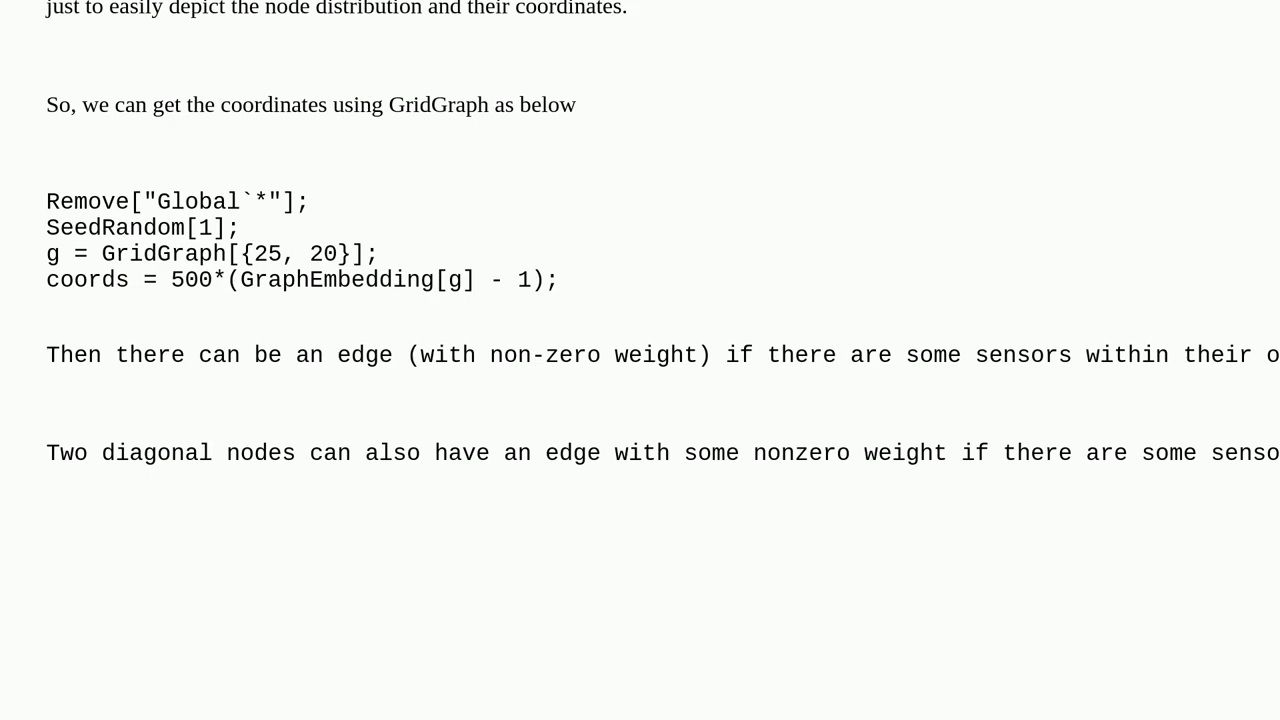 just to easily depict the node distribution and their coordinates.
So, we can get the coordinates using GridGraph as below
Remove["Global`*"];
SeedRandom[1];
g = GridGraph[{25, 20}];
coords = 500*(GraphEmbedding[g] - 1);
Then there can be an edge (with non-zero weight) if there are some sensors within their
Two diagonal nodes can also have an edge with some nonzero weight if there are some